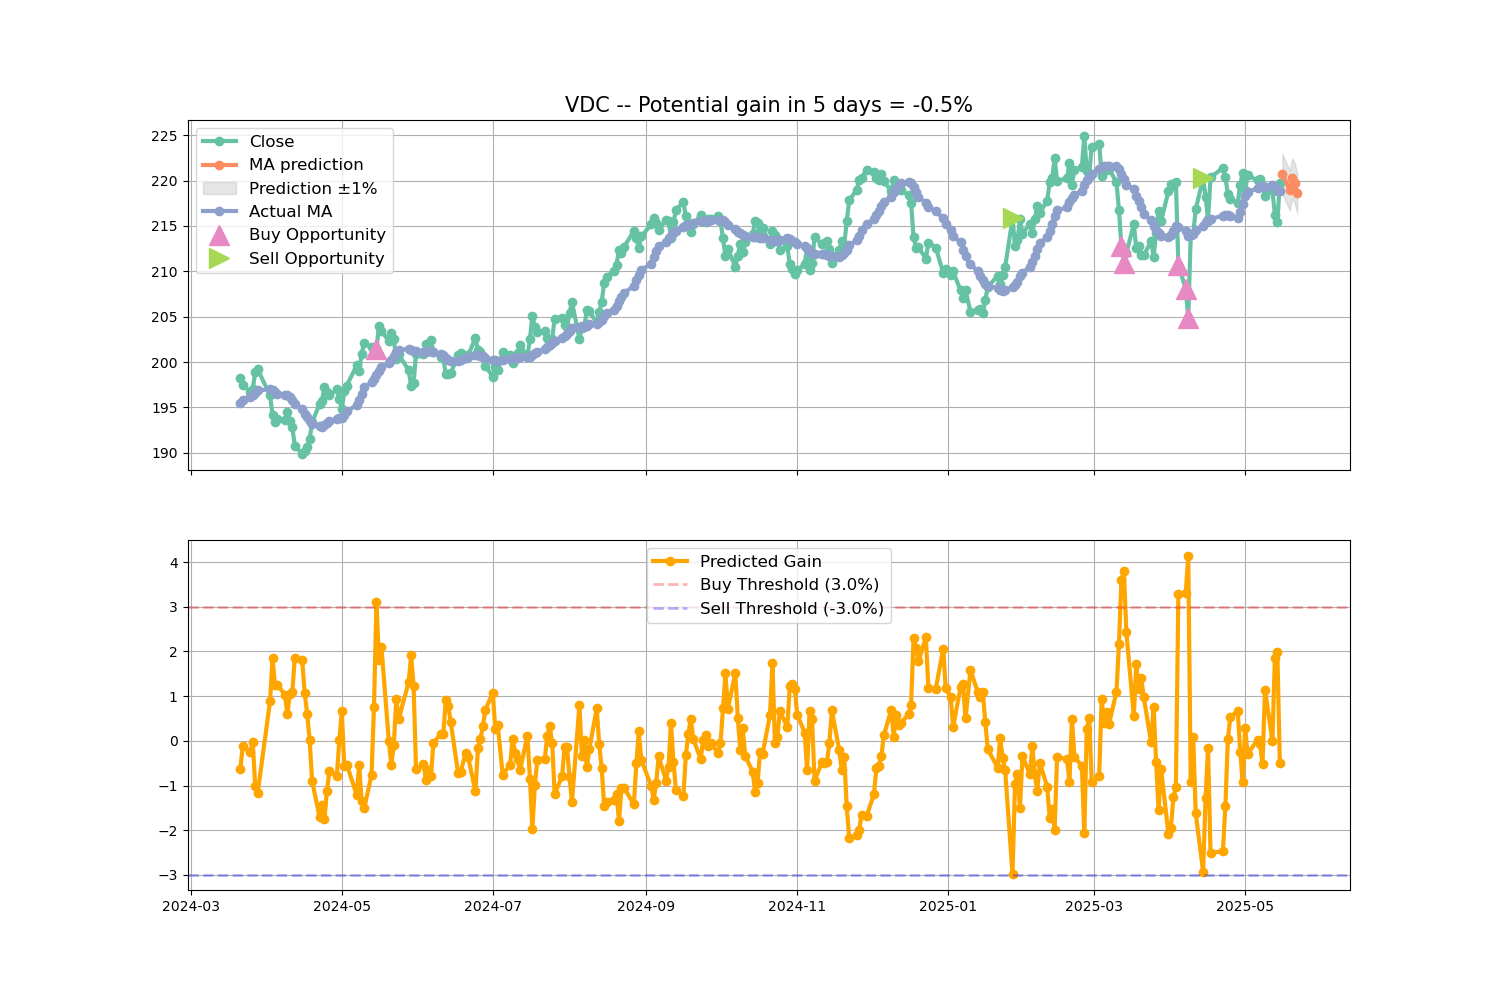 VDC -- Potential gain in 5 days = -0.5%
225
220
215
210
205
200
195
190
Close
MA prediction
Prediction ±1%
Actual MA
Buy Opportunity
Sell Opportunity
4
3
2
1
0
−1
−2
−3
Predicted Gain
Buy Threshold (3.0%)
Sell Threshold (-3.0%)
2024-03
2024-05
2024-07
2024-09
2024-11
2025-01
2025-03
2025-05